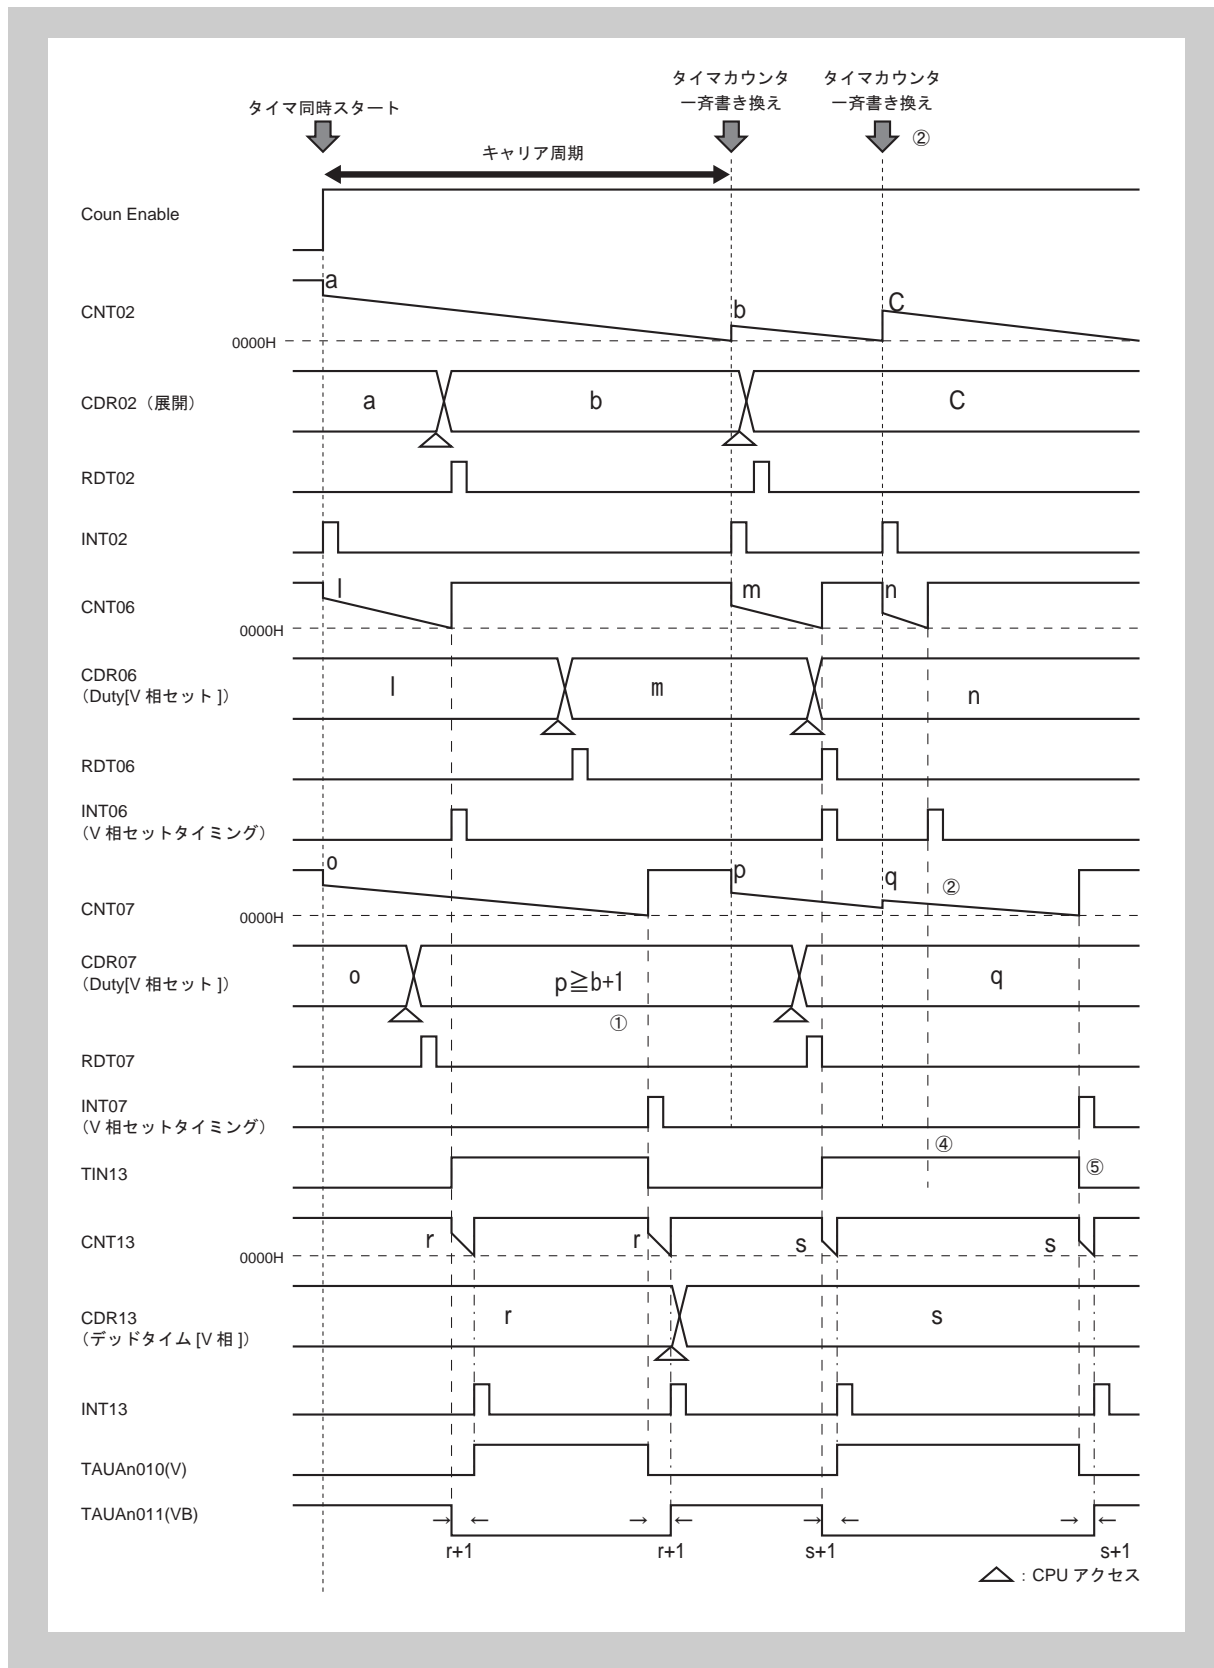 タイマカウンタ
一斉書き換え
タイマカウンタ
一斉書き換え
タイマ同時スタート
②
キャリア周期
Coun Enable
a
CNT02
b
C
0000H
CDR02（展開）
a
b
C
RDT02
INT02
CNT06
l
m
n
0000H
CDR06
（Duty[V 相セット ]）
l
m
n
RDT06
INT06
（V 相セットタイミング）
o
p
q
②
CNT07
0000H
CDR07
（Duty[V 相セット ]）
o
p≧b+1
q
①
RDT07
INT07
（V 相セットタイミング）
④
TIN13
⑤
CNT13
r
r
s
s
0000H
CDR13
（デッドタイム [V 相 ]）
r
s
INT13
TAUAn010(V)
TAUAn011(VB)
→ ←
→ ←
→ ←
→ ←
r+1
r+1
s+1
s+1
△ : CPU アクセス